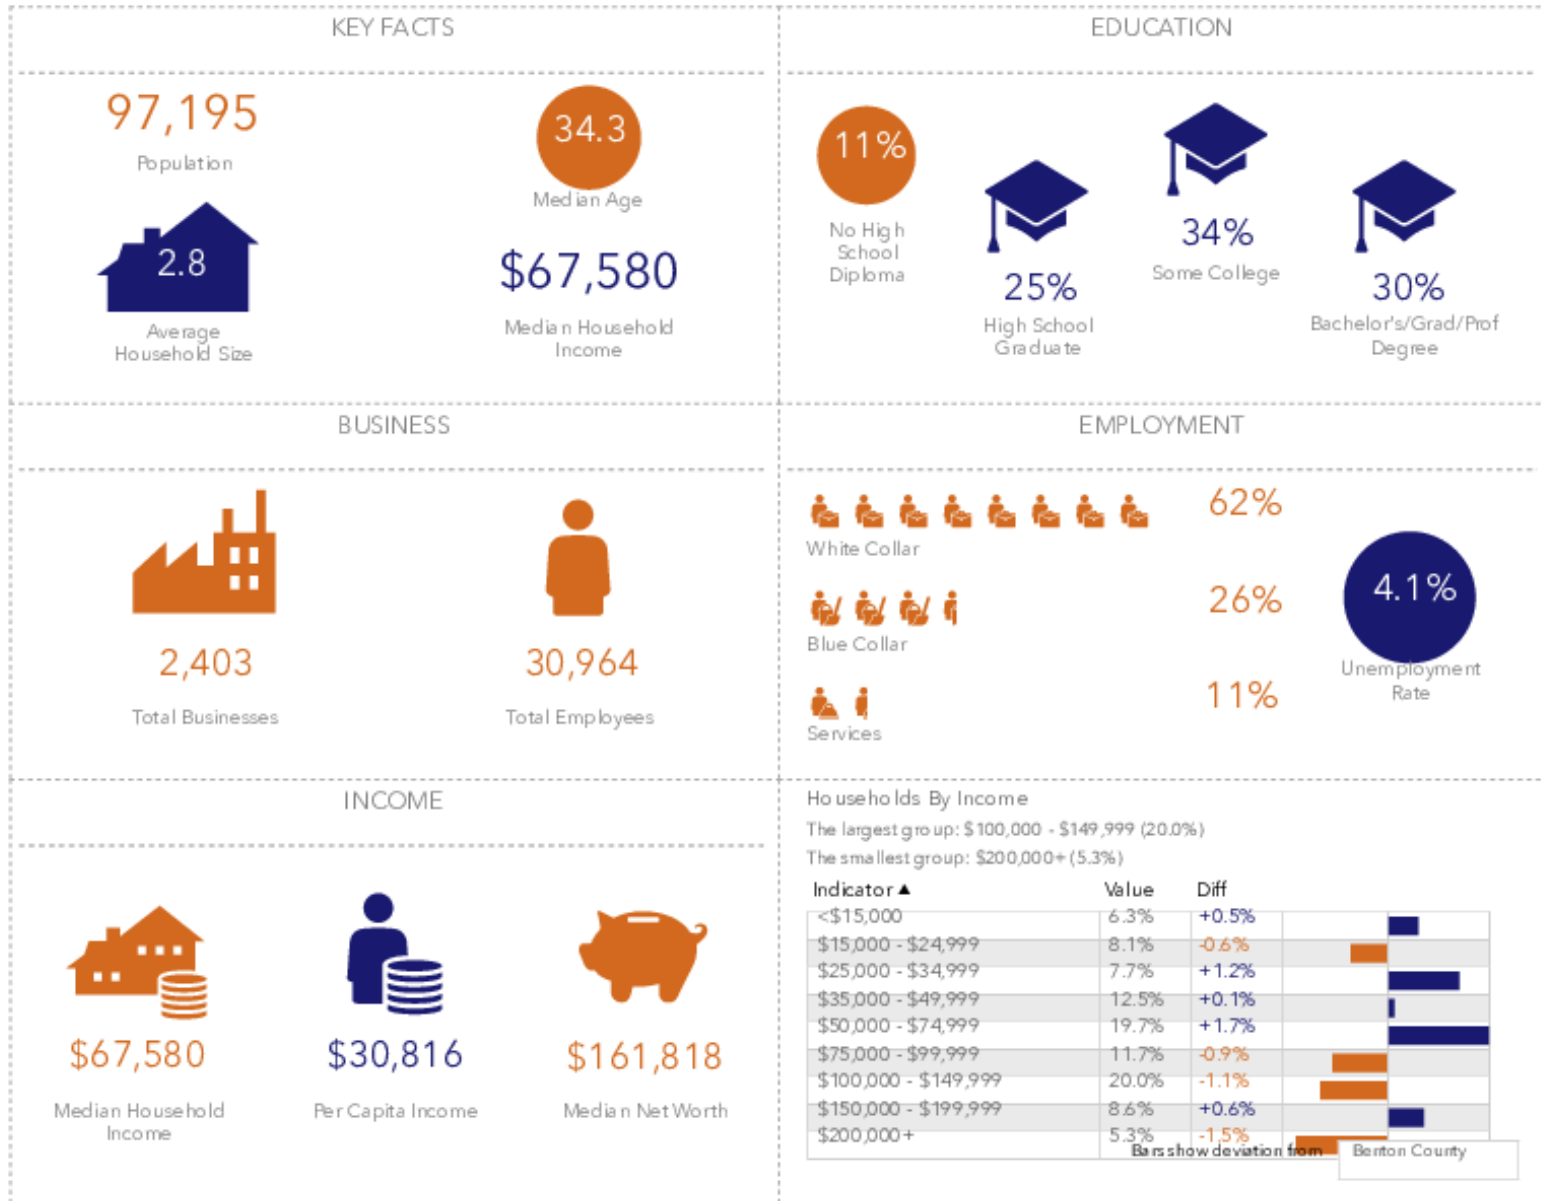 KEY FACTS
97,195
Population
34.3
Median Age
2.8
Average
Household Size
$67,580
Median Household
Income
EDUCATION
11%
No High
School
Diploma
25%
High School
Graduate
34%
Some College
30%
Bachelor's/Grad/Prof
Degree
BUSINESS
2,403
Total Businesses
30,964
Total Employees
EMPLOYMENT
62%
White Collar
26%
Blue Collar
11%
Services
4.1%
Unemployment
Rate
INCOME
$67,580
Median Household
Income
$30,816
Per Capita Income
$161,818
Median Net Worth
Households By Income
The largest group: $100,000 - $149,999 (20.0%)
The smallest group: $200,000+ (5.3%)
Indicator ▲ Value Diff
<$15,000 6.3% +0.5%
$15,000 - $24,999 8.1% -0.6%
$25,000 - $34,999 7.7% +1.2%
$35,000 - $49,999 12.5% +0.1%
$50,000 - $74,999 19.7% +1.7%
$75,000 - $99,999 11.7% -0.9%
$100,000 - $149,999 20.0% -1.1%
$150,000 - $199,999 8.6% +0.6%
$200,000+ 5.3% -1.5%
Bars show deviation from Benton County